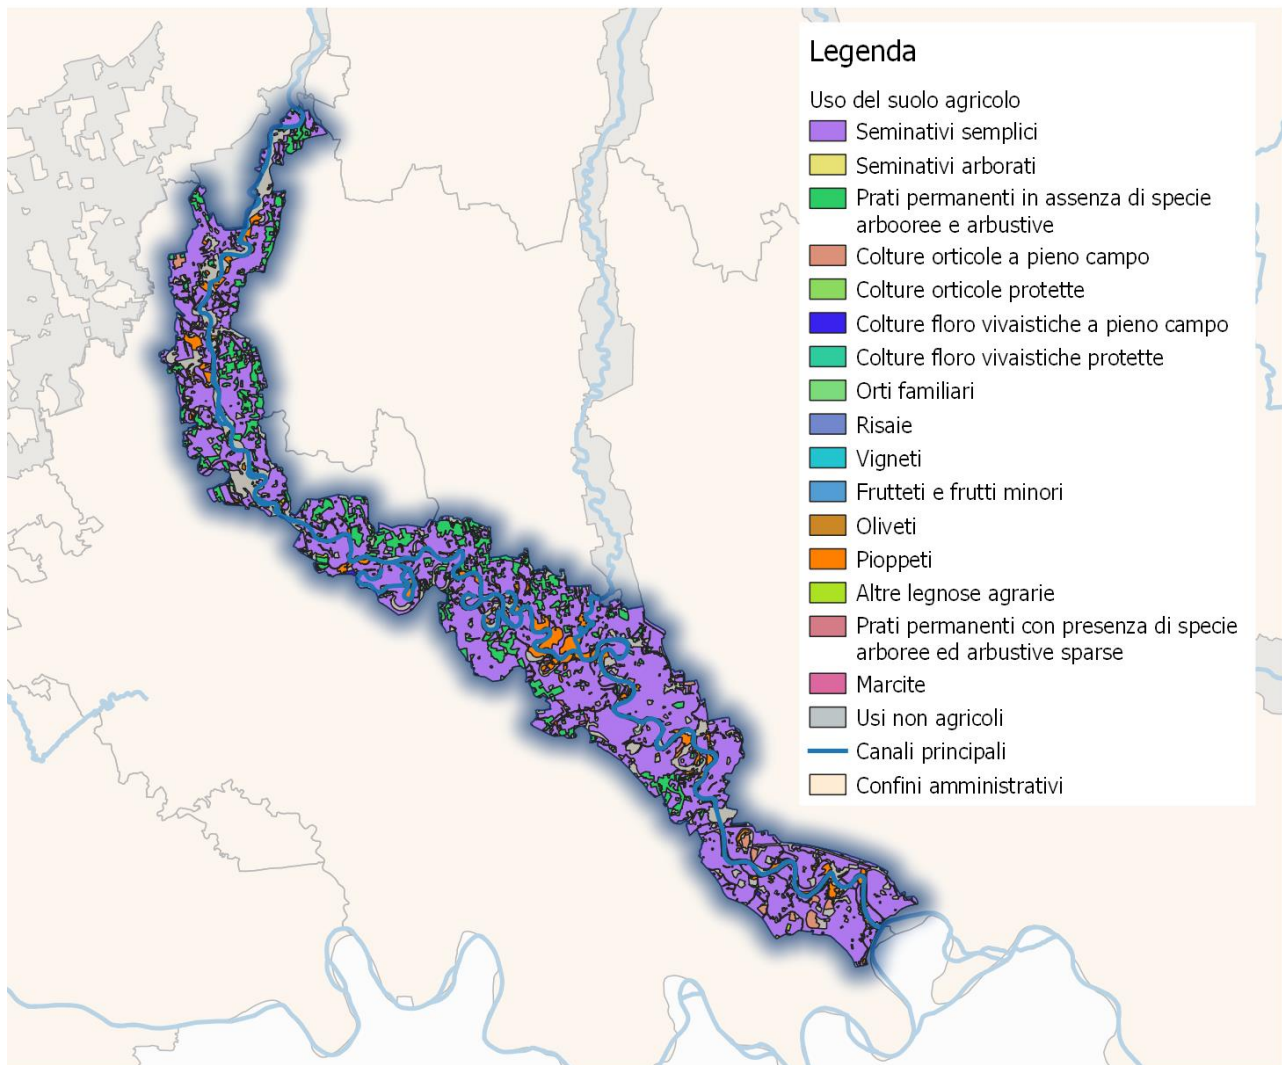 Legenda
Uso del suolo agricolo
Seminativi semplici
Seminativi arborati
Prati permanenti in assenza di specie
arbooree e arbustive
Colture orticole a pieno campo
Colture orticole protette
Colture floro vivaistiche a pieno campo
Colture floro vivaistiche protette
Orti familiari
Risaie
Vigneti
Frutteti e frutti minori
Oliveti
Pioppeti
Altre legnose agrarie
Prati permanenti con presenza di specie
arboree ed arbustive sparse
Marcite
Usi non agricoli
Canali principali
Confini amministrativi